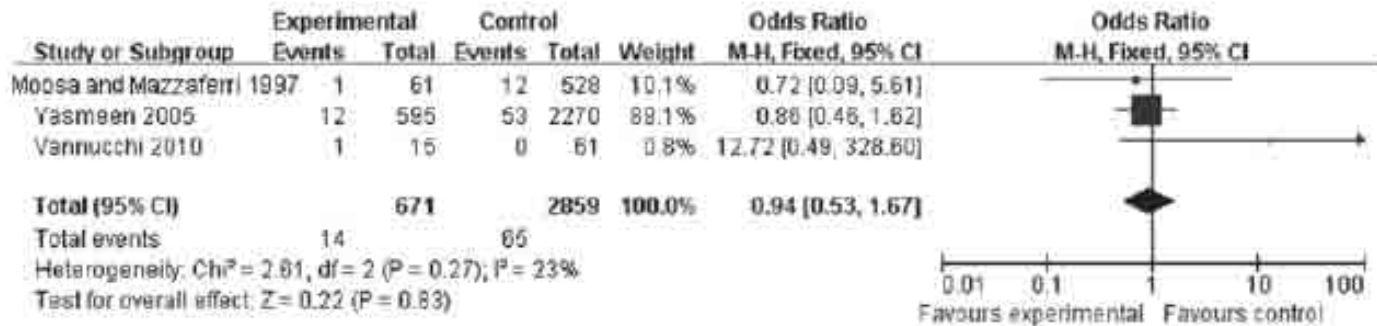 Experimental Control Odds Ratio Odds Ratio
Study or Subgroup Events Total Events Total Weight M-H, Fixed, 95% CI M-H, Fixed, 95% CI
Moosa and Mazzaferri 1997 1 61 12 528 10.1% 0.72 [0.09, 5.61]
Yasmeen 2005 12 595 53 2270 89.1% 0.86 [0.46, 1.62]
Vannucchi 2010 1 15 0 61 0.8% 12.72 [0.49, 328.60]
Total (95% CI) 671 2859 100.0% 0.94 [0.53, 1.67]
Total events 14 65
Heterogeneity: Chi² = 2.61, df = 2 (P = 0.27); I² = 23%
Test for overall effect: Z = 0.22 (P = 0.83)
0.01 0.1 1 10 100
Favours experimental Favours control